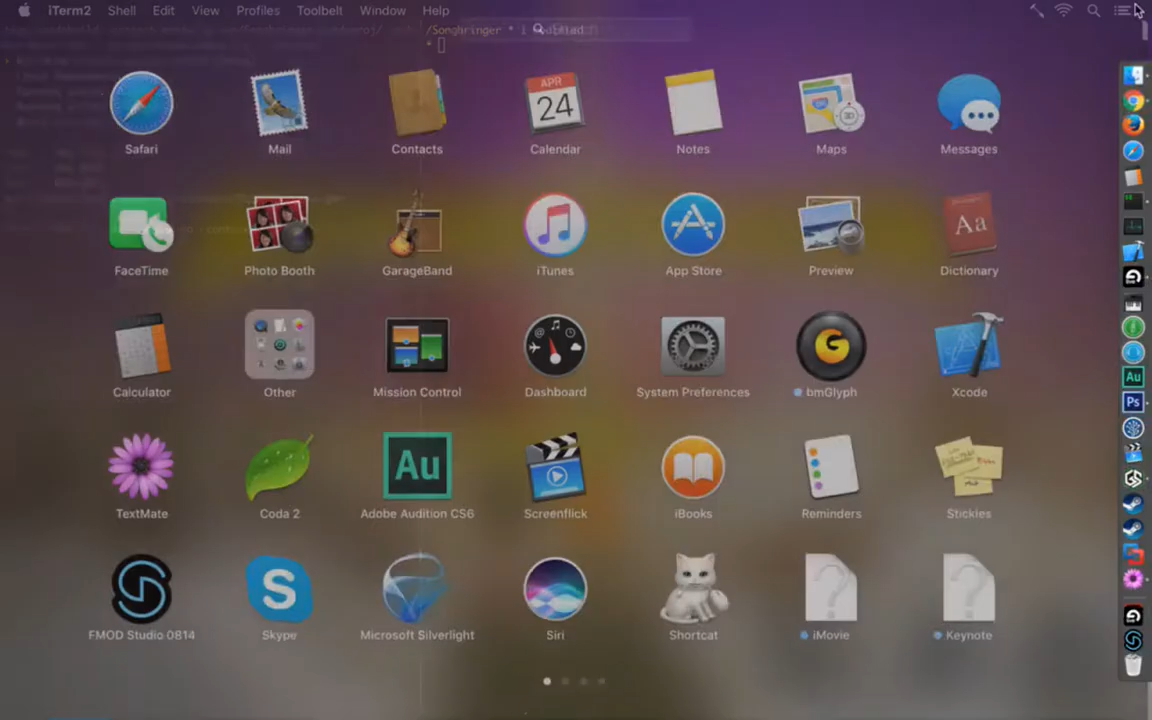 iTerm2 Shell Edit View Profiles Toolbelt Window Help
/Songbringer
Safari Mail Contacts APR 24 Calendar Notes 3D Maps Messages
FaceTime Photo Booth GarageBand iTunes App Store Preview Aa Dictionary
Calculator Other Mission Control Dashboard System Preferences G bmGlyph Xcode
TextMate Coda 2 Au Adobe Audition CS6 Screenflick iBooks Reminders Stickies
FMOD Studio 0814 S Skype Microsoft Silverlight Siri Shortcat iMovie Keynote
Au
Ps